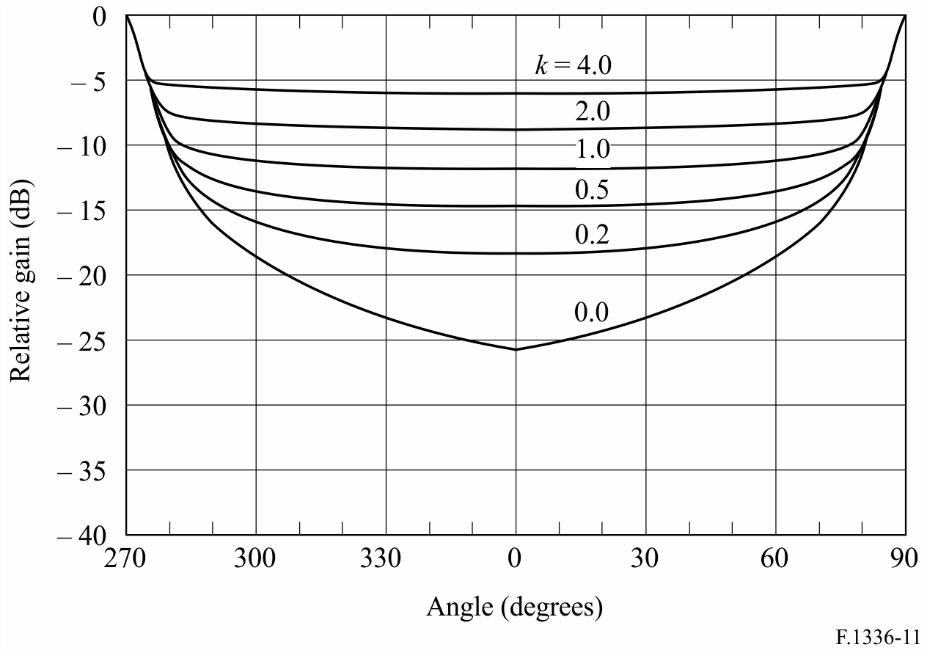 0
– 5
– 10
– 15
– 20
– 25
– 30
– 35
– 40
Relative gain (dB)
k = 4.0
2.0
1.0
0.5
0.2
0.0
270 300 330 0 30 60 90
Angle (degrees)
F.1336-11